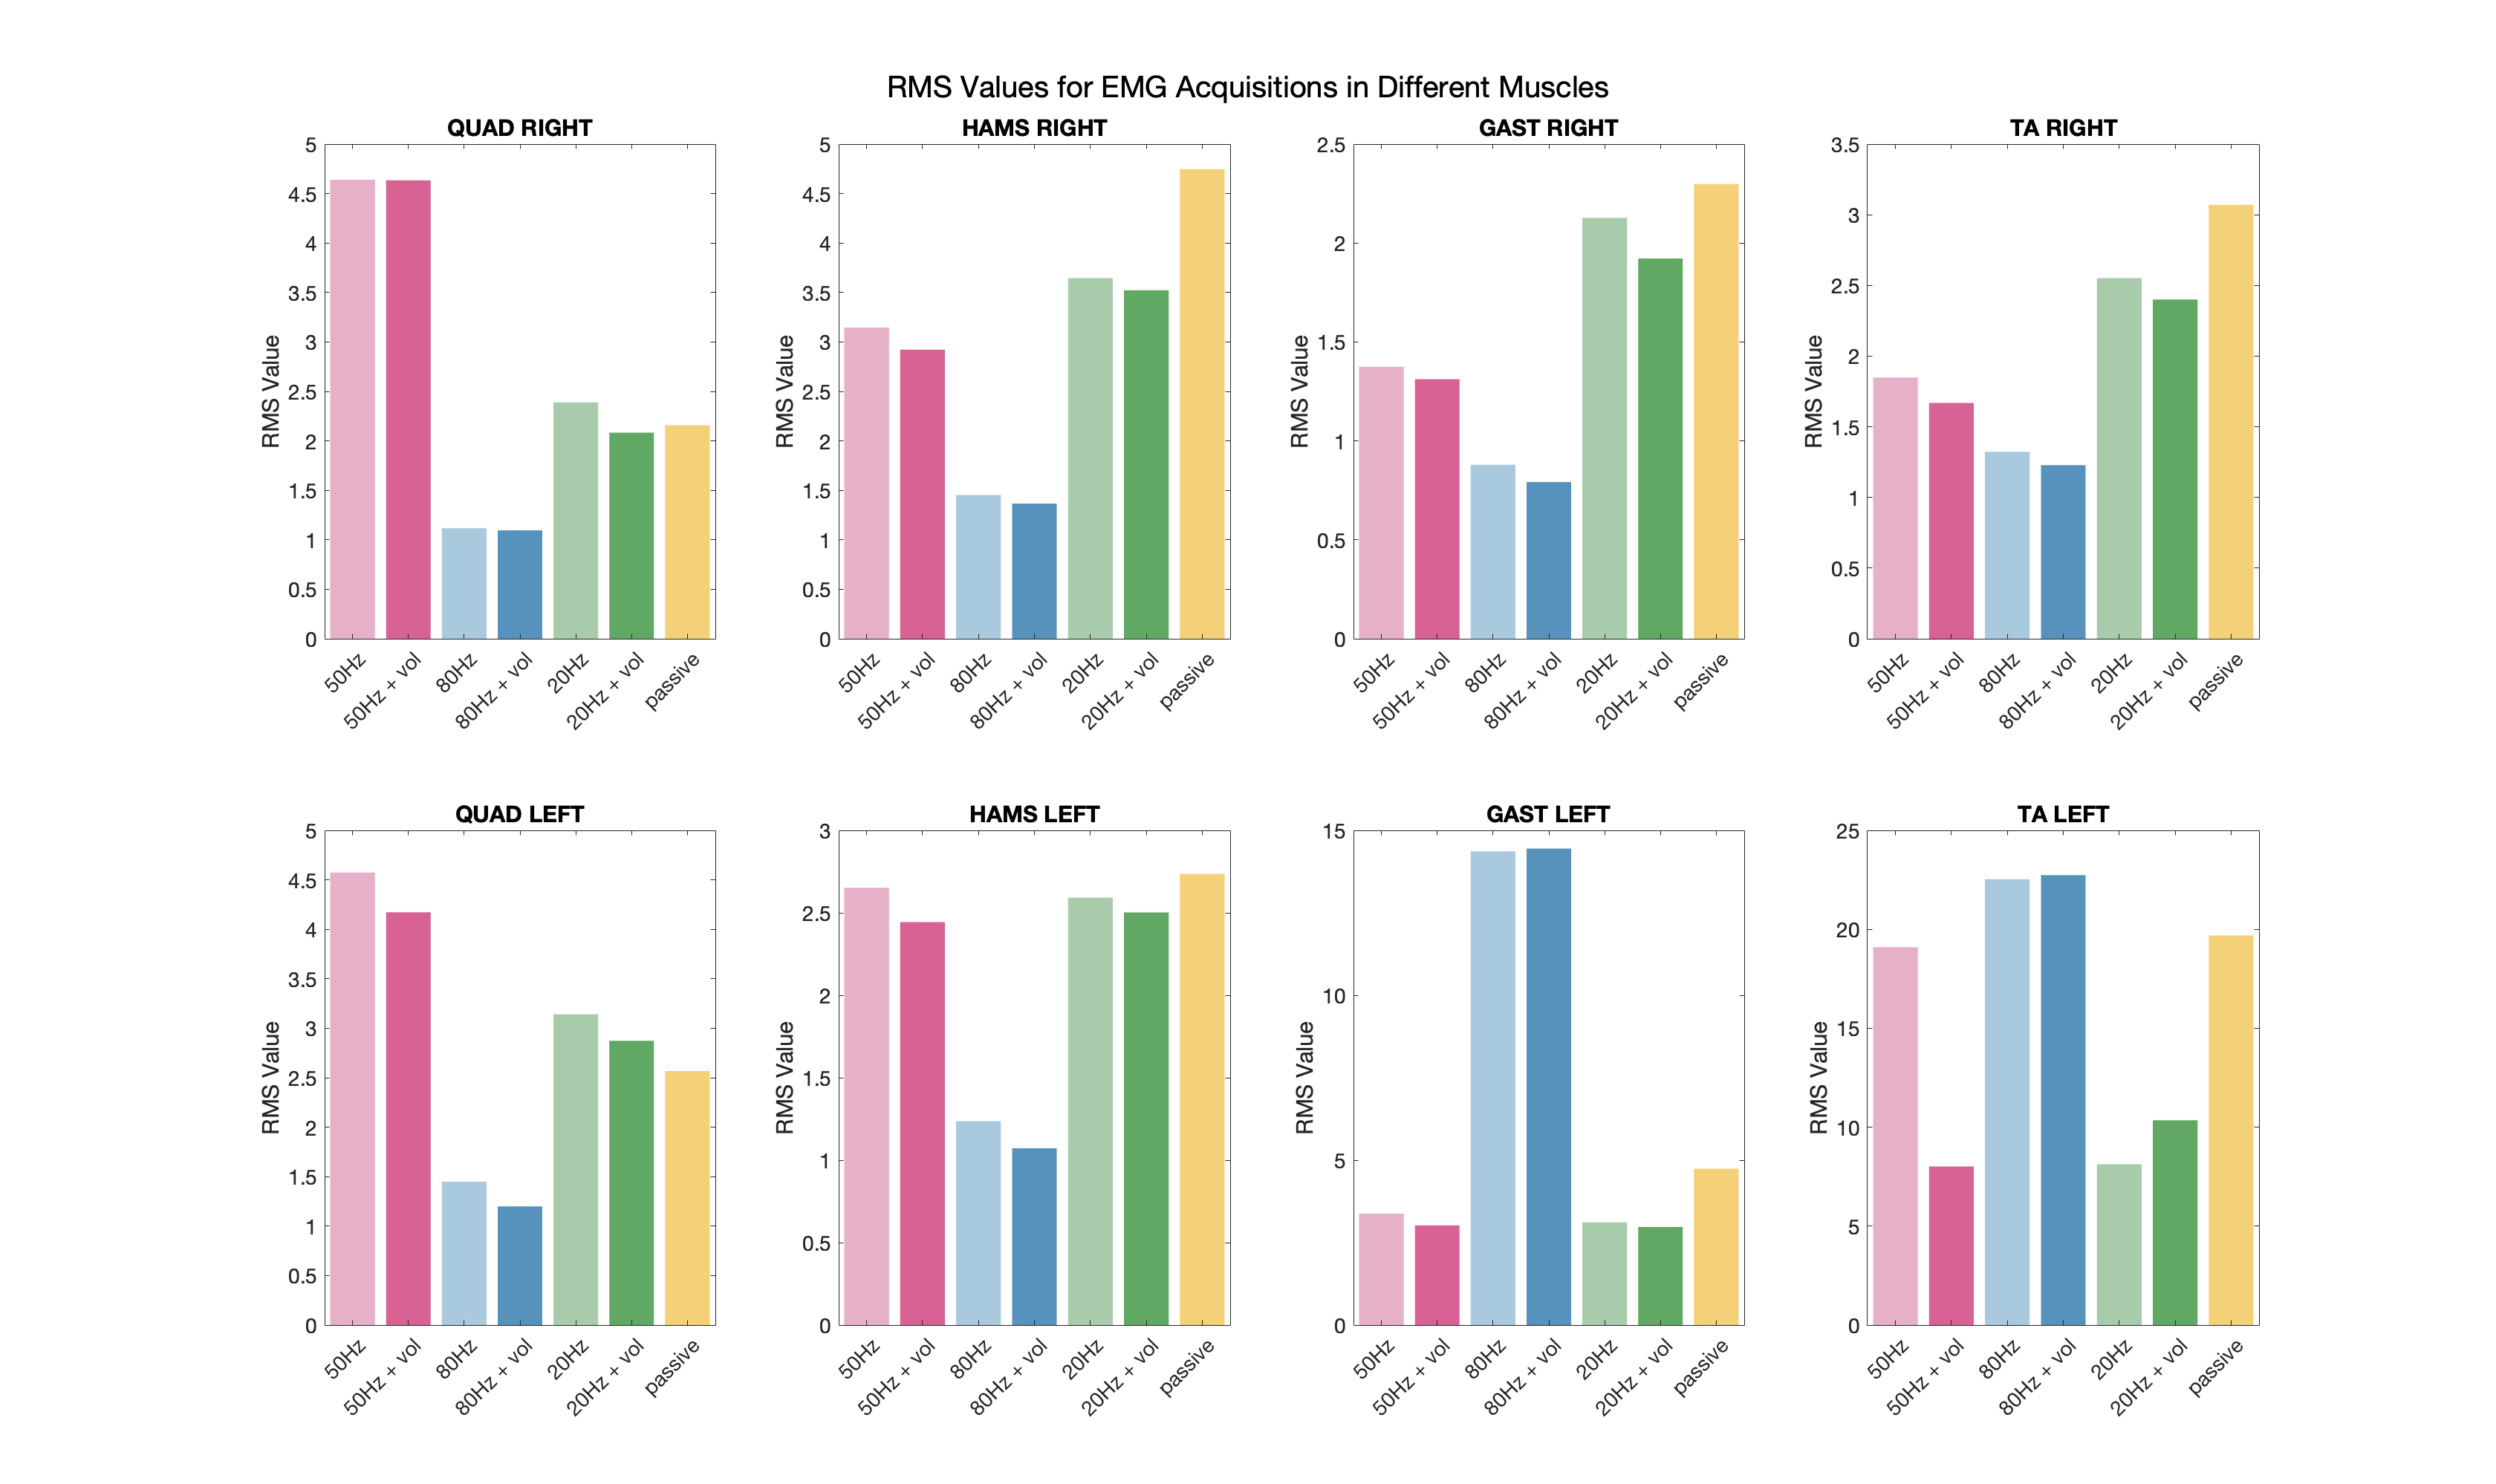 RMS Values for EMG Acquisitions in Different Muscles
QUAD RIGHT
5
4.5
4
3.5
3
2.5
2
1.5
1
0.5
0
RMS Value
50Hz
50Hz + vol
80Hz
80Hz + vol
20Hz
20Hz + vol
passive
HAMS RIGHT
5
4.5
4
3.5
3
2.5
2
1.5
1
0.5
0
RMS Value
50Hz
50Hz + vol
80Hz
80Hz + vol
20Hz
20Hz + vol
passive
GAST RIGHT
2.5
2
1.5
1
0.5
0
RMS Value
50Hz
50Hz + vol
80Hz
80Hz + vol
20Hz
20Hz + vol
passive
TA RIGHT
3.5
3
2.5
2
1.5
1
0.5
0
RMS Value
50Hz
50Hz + vol
80Hz
80Hz + vol
20Hz
20Hz + vol
passive
QUAD LEFT
5
4.5
4
3.5
3
2.5
2
1.5
1
0.5
0
RMS Value
50Hz
50Hz + vol
80Hz
80Hz + vol
20Hz
20Hz + vol
passive
HAMS LEFT
3
2.5
2
1.5
1
0.5
0
RMS Value
50Hz
50Hz + vol
80Hz
80Hz + vol
20Hz
20Hz + vol
passive
GAST LEFT
15
10
5
0
RMS Value
50Hz
50Hz + vol
80Hz
80Hz + vol
20Hz
20Hz + vol
passive
TA LEFT
25
20
15
10
5
0
RMS Value
50Hz
50Hz + vol
80Hz
80Hz + vol
20Hz
20Hz + vol
passive